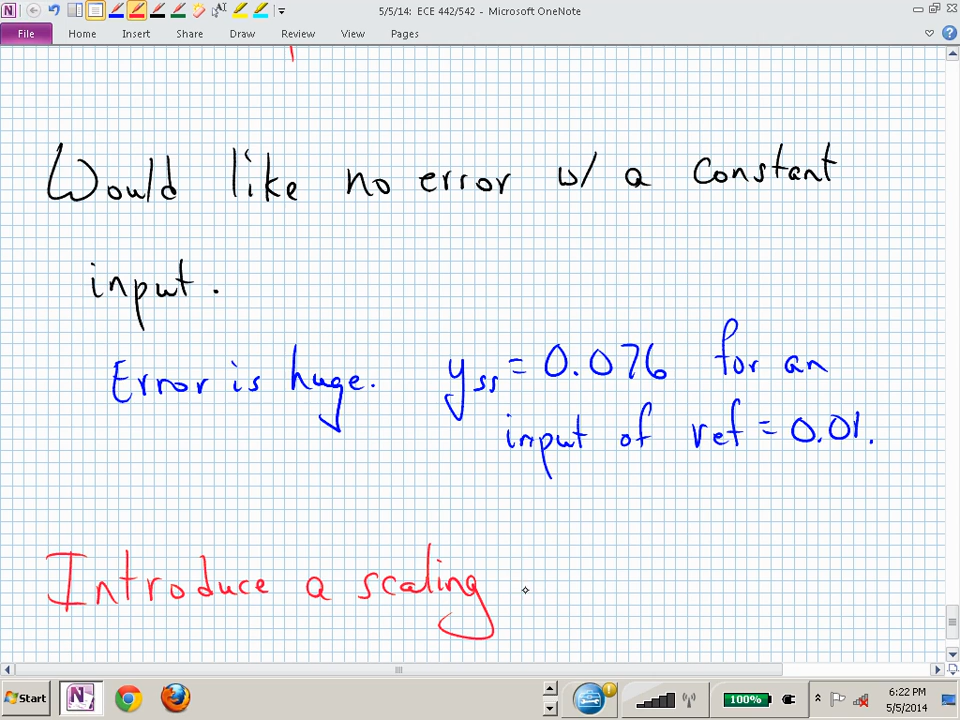 5/5/14: ECE 442/542 - Microsoft OneNote
File Home Insert Share Draw Review View Pages
Would like no error w/ a constant
input.
Error is huge. yss = 0.076 for an
input of ref = 0.01.
Introduce a scaling
Start 100% 6:22 PM
5/5/2014